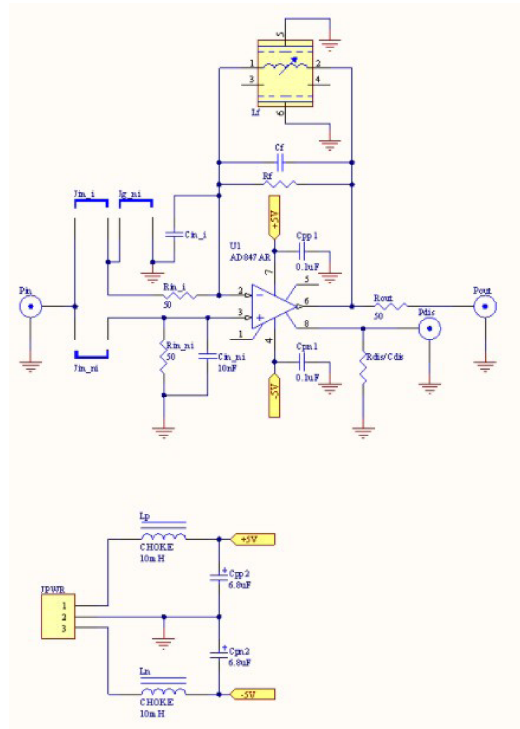 5
1
2
3
4
6
Lf
Cf
Rf
Jin_i
Jg_ni
Cin_i
+5V
Cpp1
0.1uF
U1
AD847AR
7
5
Pin
Rin_i
50
2
6
Rout
50
Pout
3
8
Pdis
1
4
Jin_ni
Rin_ni
50
Cin_ni
10nF
Cpn1
0.1uF
Rdis/Cdis
-5V
Lp
CHOKE
10mH
+5V
JPWR
1
2
3
Cpp2
6.8uF
Cpn2
6.8uF
Ln
CHOKE
10mH
-5V